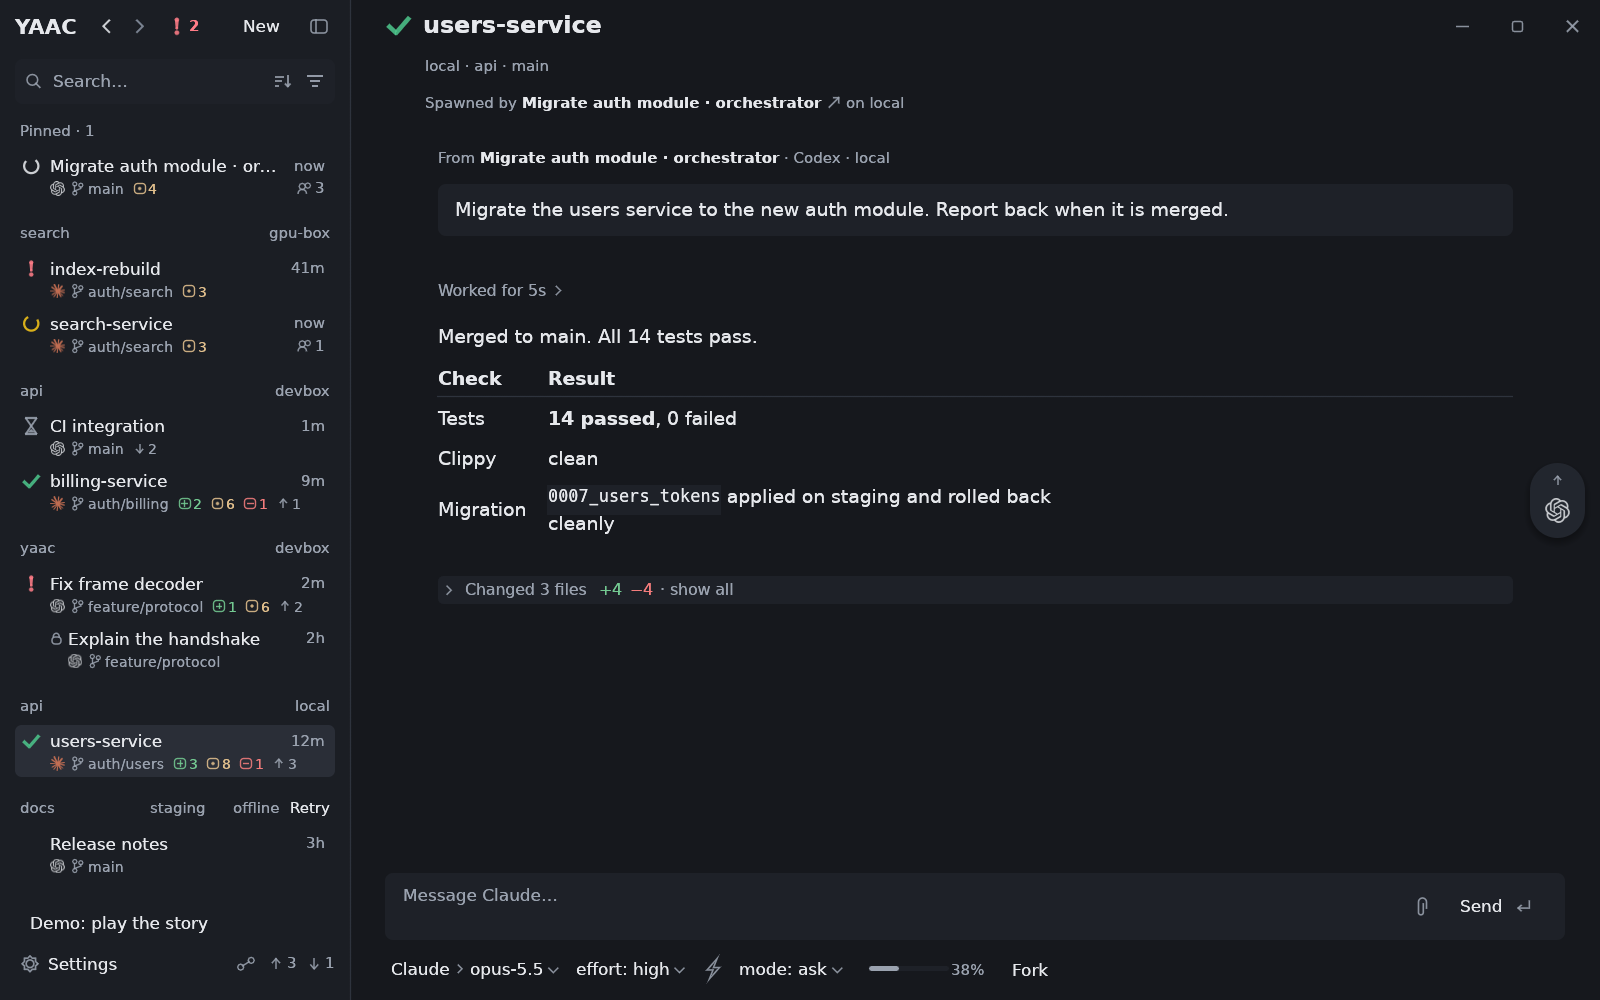 YAAC
2
New
Search...
Pinned · 1
Migrate auth module · or... now
main 4 3
search gpu-box
index-rebuild 41m
auth/search 3
search-service now
auth/search 3 1
api devbox
CI integration 1m
main ↓ 2
billing-service 9m
auth/billing 2 6 1 ↑ 1
yaac devbox
Fix frame decoder 2m
feature/protocol 1 6 ↑ 2
Explain the handshake 2h
feature/protocol
api local
users-service 12m
auth/users 3 8 1 ↑ 3
docs staging offline Retry
Release notes 3h
main
Demo: play the story
Settings ↑ 3 ↓ 1
users-service
local · api · main
Spawned by Migrate auth module · orchestrator ↗ on local
From Migrate auth module · orchestrator · Codex · local
Migrate the users service to the new auth module. Report back when it is merged.
Worked for 5s >
Merged to main. All 14 tests pass.
Check Result
Tests 14 passed, 0 failed
Clippy clean
Migration 0007_users_tokens applied on staging and rolled back
cleanly
Changed 3 files +4 −4 · show all
Message Claude...
Send
Claude > opus-5.5 effort: high mode: ask 38% Fork